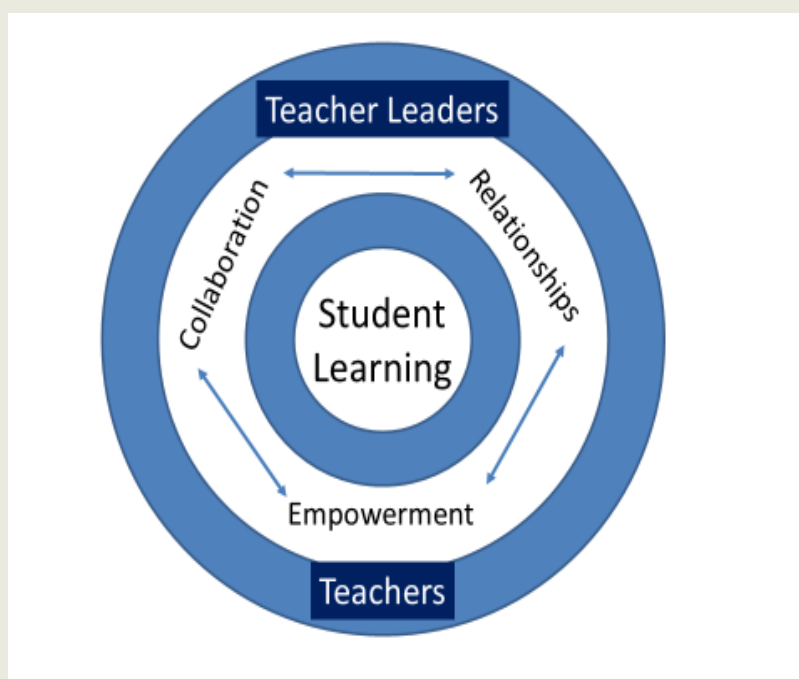 Teacher Leaders
Collaboration
Relationships
Student
Learning
Empowerment
Teachers